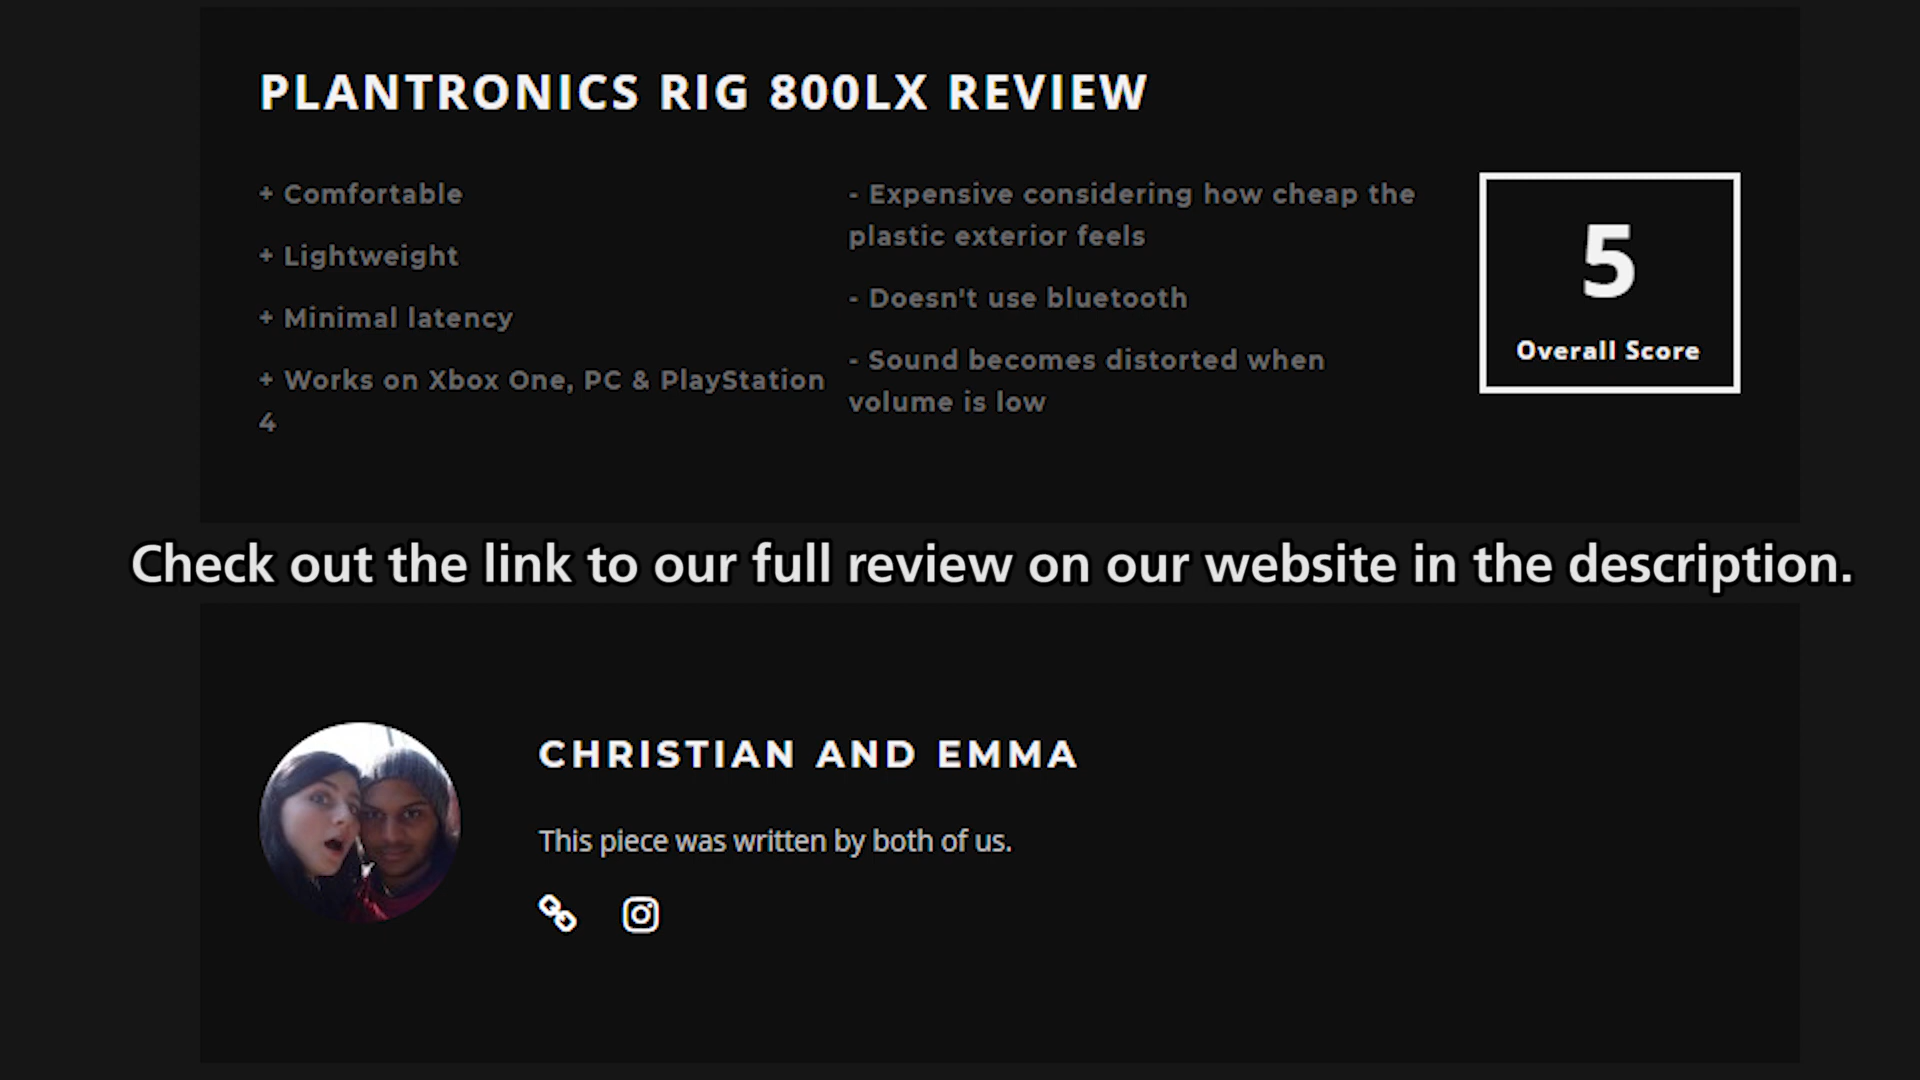 PLANTRONICS RIG 800LX REVIEW
+ Comfortable
+ Lightweight
+ Minimal latency
+ Works on Xbox One, PC & PlayStation
4
- Expensive considering how cheap the
plastic exterior feels
- Doesn't use bluetooth
- Sound becomes distorted when
volume is low
5
Overall Score
Check out the link to our full review on our website in the description.
CHRISTIAN AND EMMA
This piece was written by both of us.